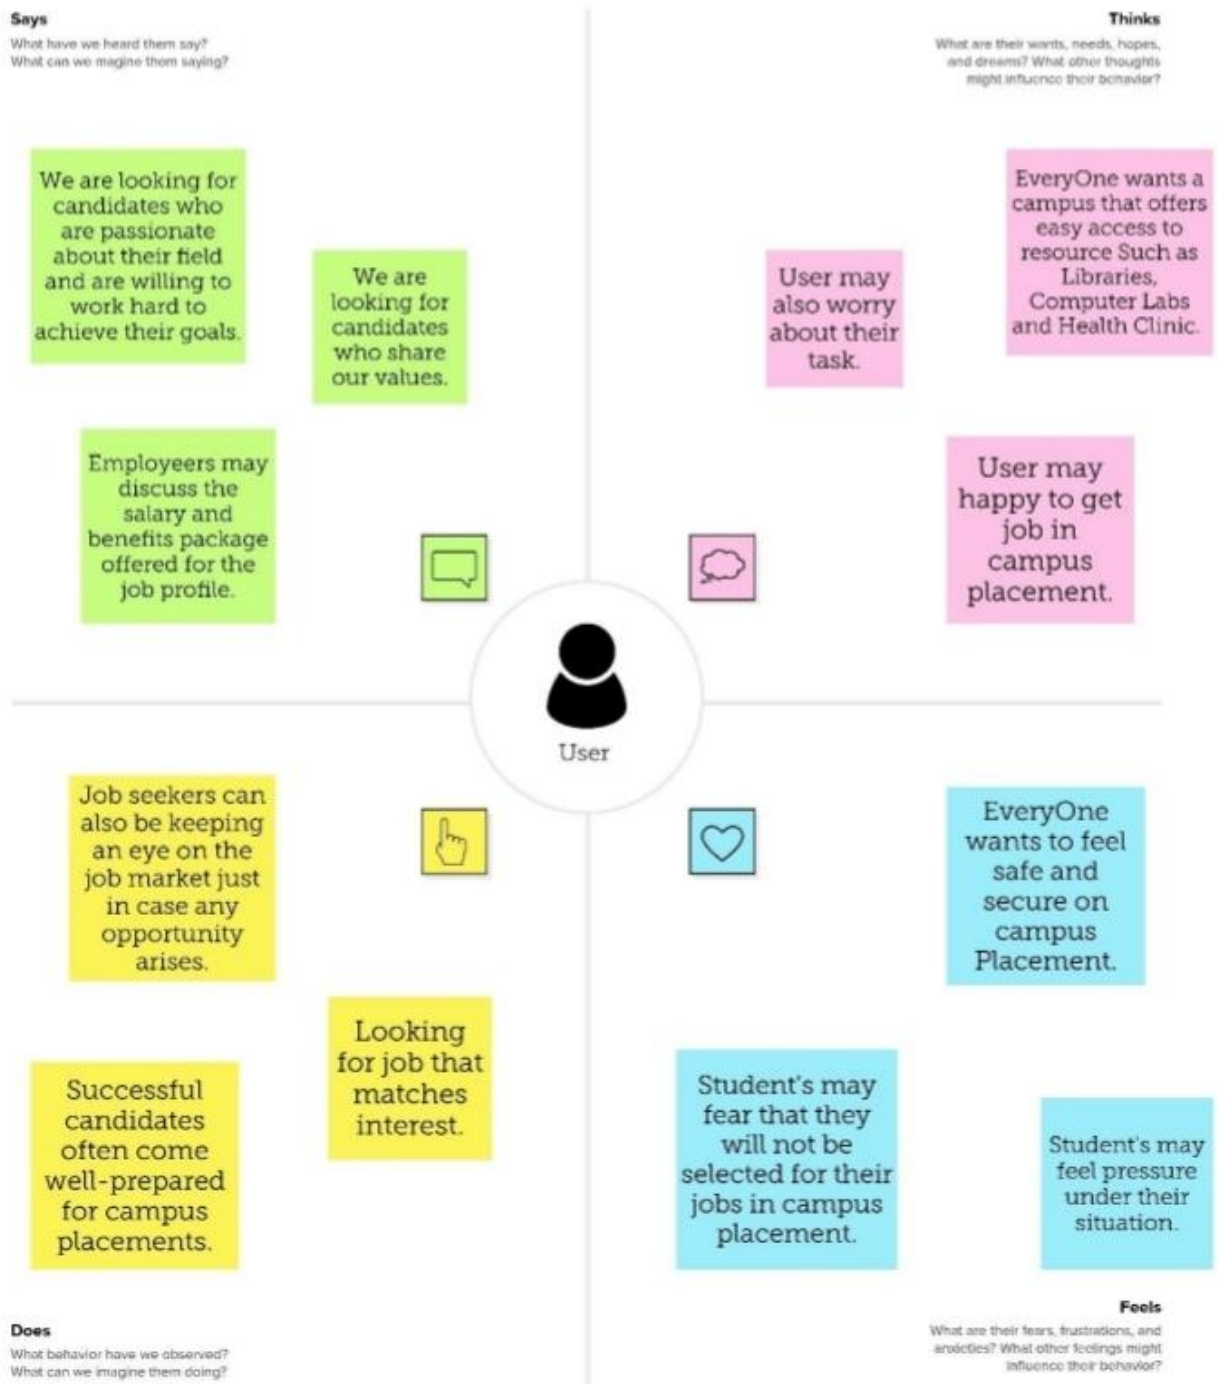 Says
What have we heard them say?
What can we magine them saying?
Thinks
What are their wants, needs, hopes,
and dreams? What other thoughts
might influence their behavior?
We are looking for
candidates who
are passionate
about their field
and are willing to
work hard to
achieve their goals.
We are
looking for
candidates
who share
our values.
Employeers may
discuss the
salary and
benefits package
offered for the
job profile.
User may
also worry
about their
task.
EveryOne wants a
campus that offers
easy access to
resource Such as
Libraries,
Computer Labs
and Health Clinic.
User may
happy to get
job in
campus
placement.
User
Job seekers can
also be keeping
an eye on the
job market just
in case any
opportunity
arises.
Looking
for job that
matches
interest.
Successful
candidates
often come
well-prepared
for campus
placements.
EveryOne
wants to feel
safe and
secure on
campus
Placement.
Student's may
fear that they
will not be
selected for their
jobs in campus
placement.
Student's may
feel pressure
under their
situation.
Does
What behavior have we observed?
What can we imagine them doing?
Feels
What are their fears, frustrations, and
anxieties? What other feelings might
influence their behavior?